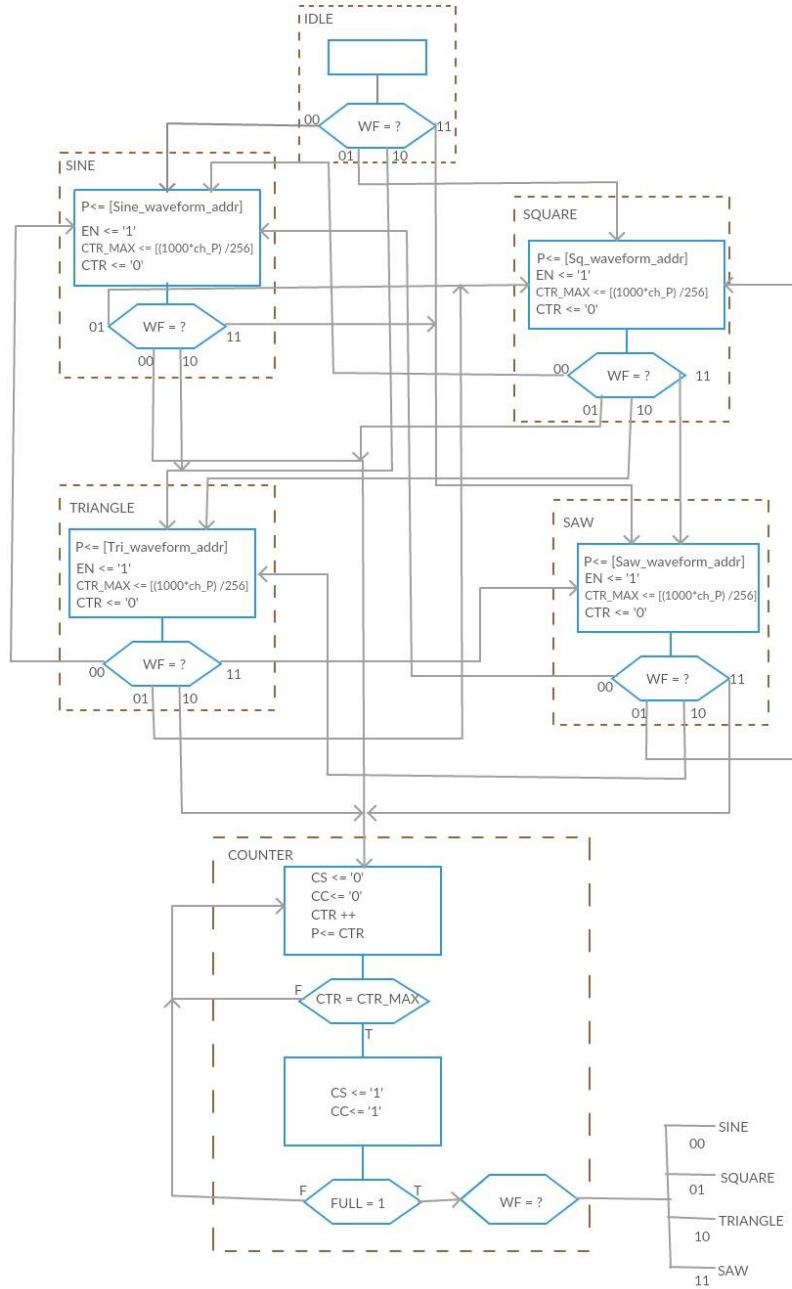 IDLE
WF = ?
00
11
01
10
SINE
P<= [Sine_waveform_addr]
EN <= '1'
CTR_MAX <= [(1000*ch_P) /256]
CTR <= '0'
WF = ?
01
11
00
10
SQUARE
P<= [Sq_waveform_addr]
EN <= '1'
CTR_MAX <= [(1000*ch_P) /256]
CTR <= '0'
WF = ?
00
11
01
10
TRIANGLE
P<= [Tri_waveform_addr]
EN <= '1'
CTR_MAX <= [(1000*ch_P) /256]
CTR <= '0'
WF = ?
00
11
01
10
SAW
P<= [Saw_waveform_addr]
EN <= '1'
CTR_MAX <= [(1000*ch_P) /256]
CTR <= '0'
WF = ?
00
11
01
10
COUNTER
CS <= '0'
CC<= '0'
CTR ++
P<= CTR
F
CTR = CTR_MAX
T
CS <= '1'
CC<= '1'
F
FULL = 1
T
WF = ?
SINE
00
SQUARE
01
TRIANGLE
10
SAW
11